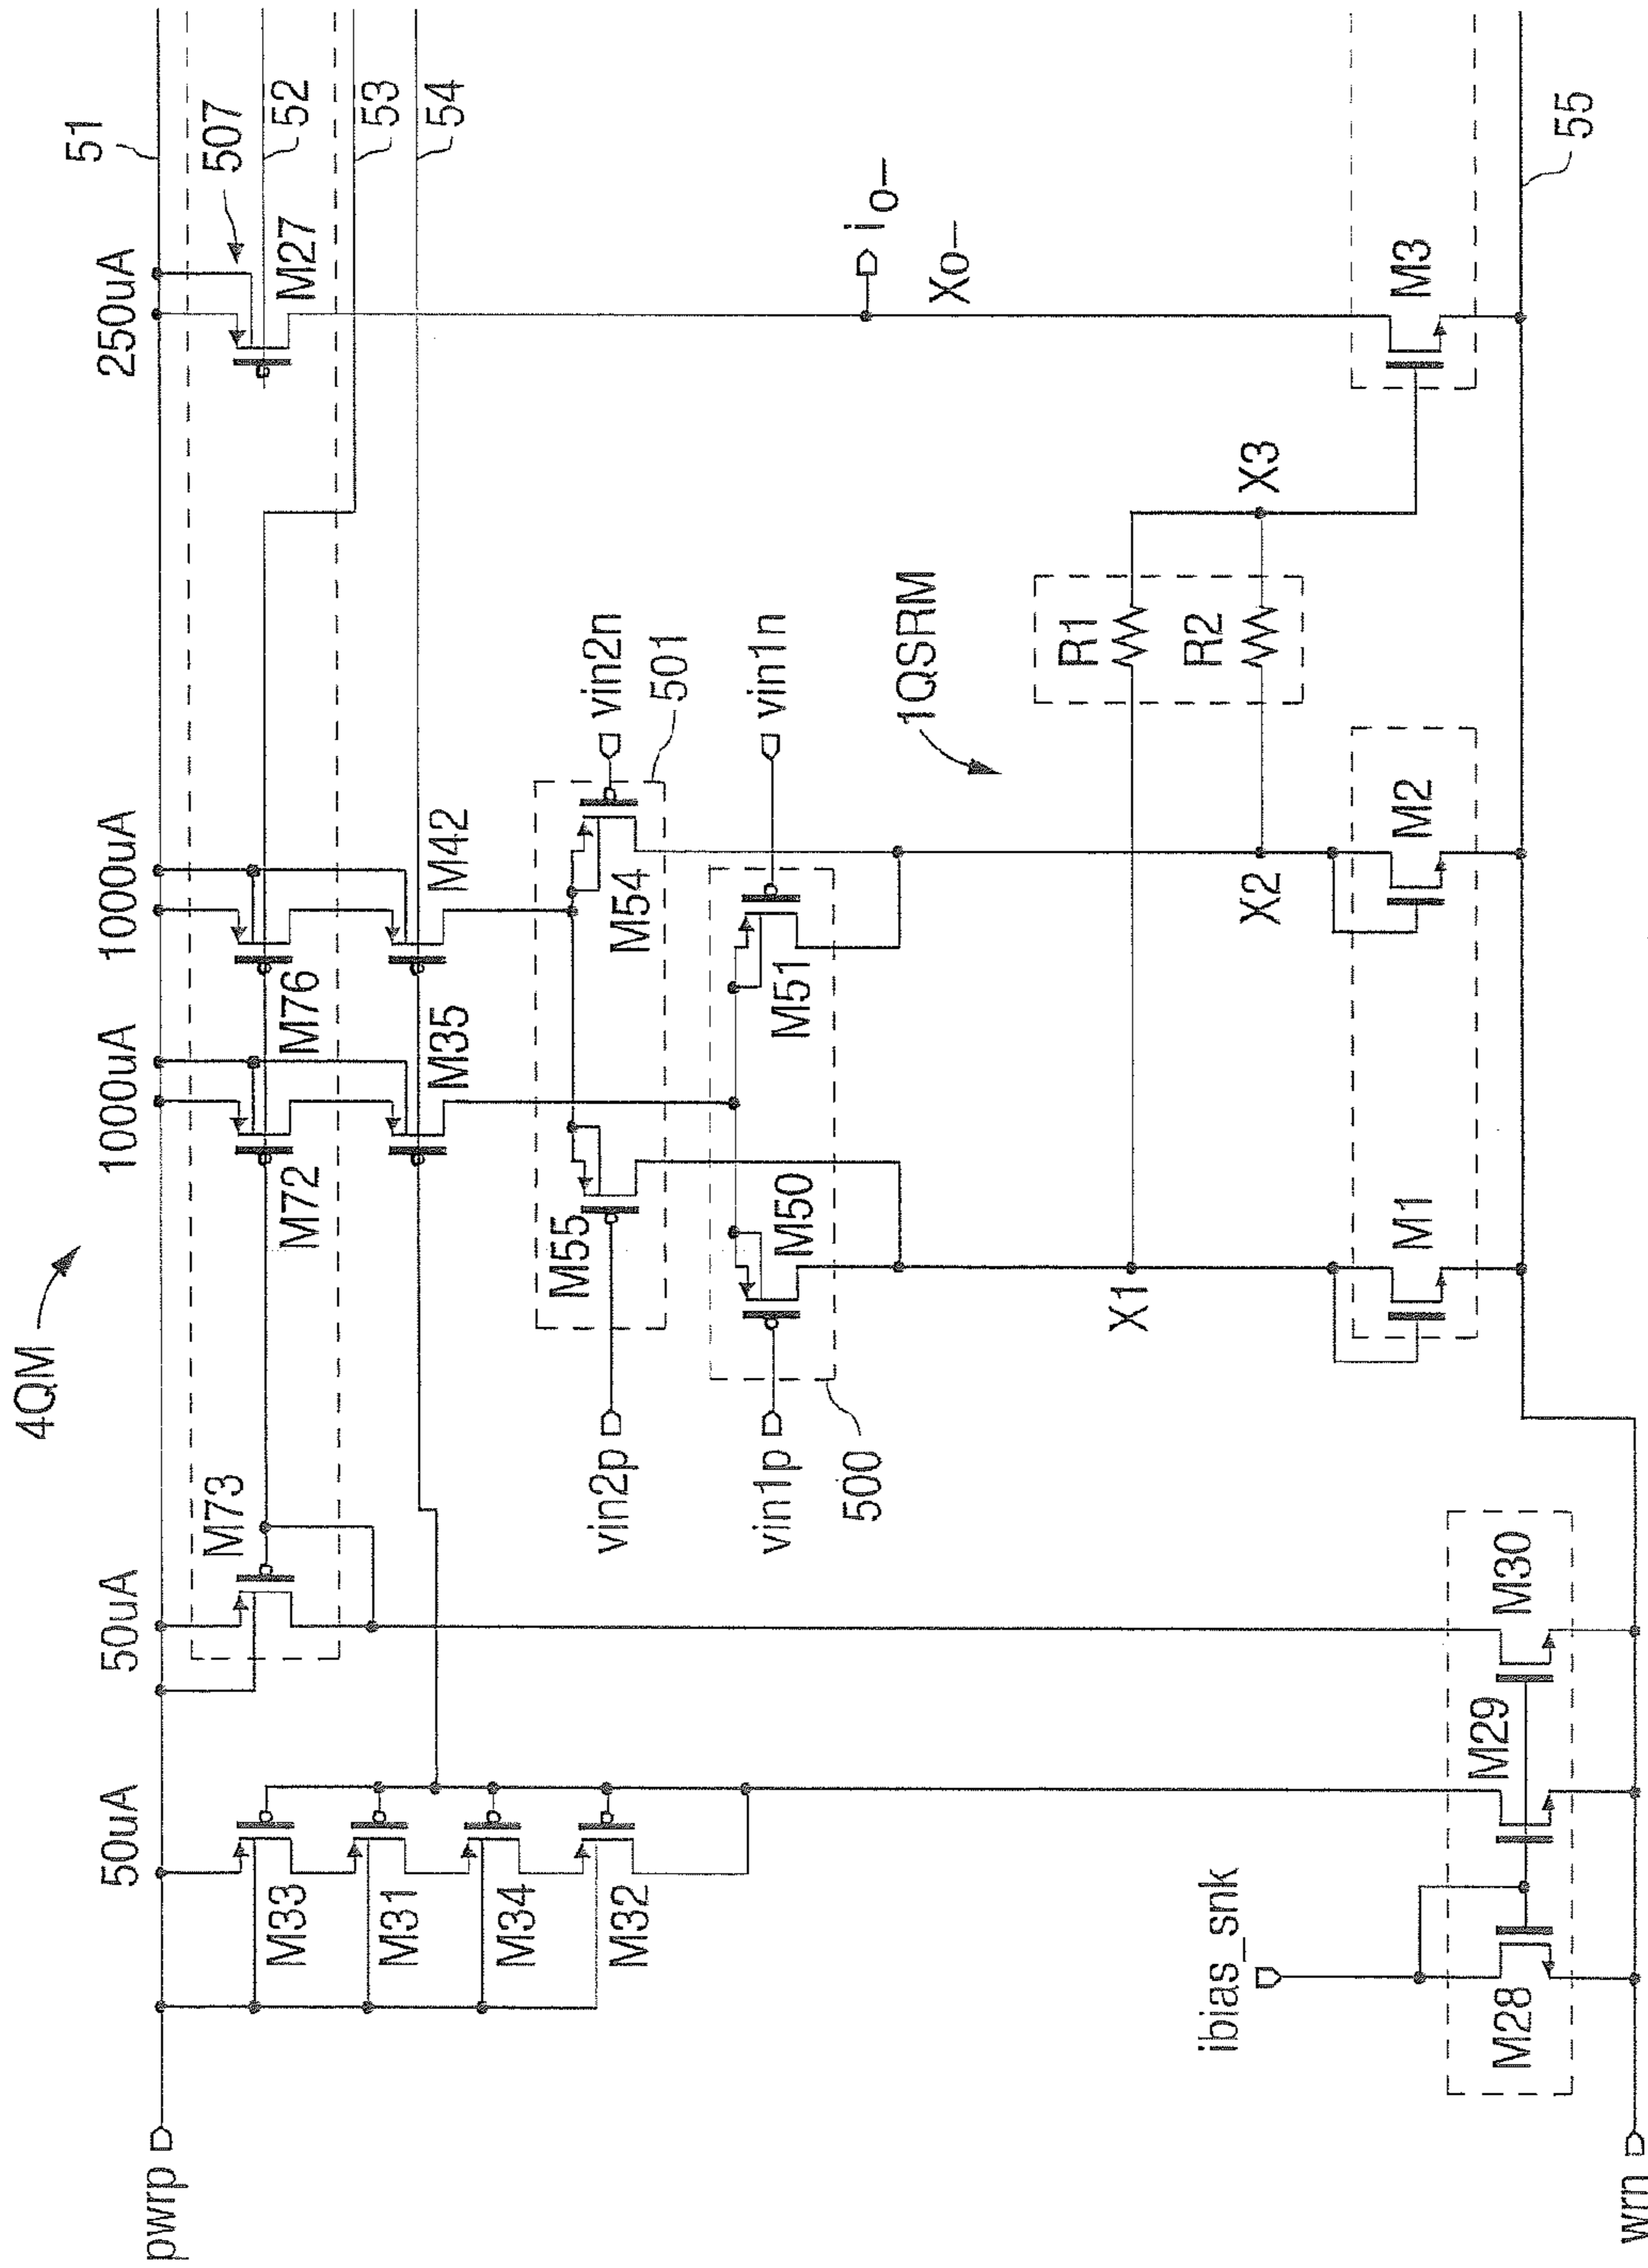 4QM
50uA
50uA
1000uA
1000uA
250uA
51
507
52
53
54
pwrp
M33
M31
M34
M32
M73
M72
M76
M27
M35
M42
vin2p
M55
M54
vin2n
501
vin1p
M50
M51
vin1n
500
1QSRM
io–
Xo–
R1
R2
X1
X2
X3
ibias_snk
M28
M29
M30
M1
M2
M3
55
wrn